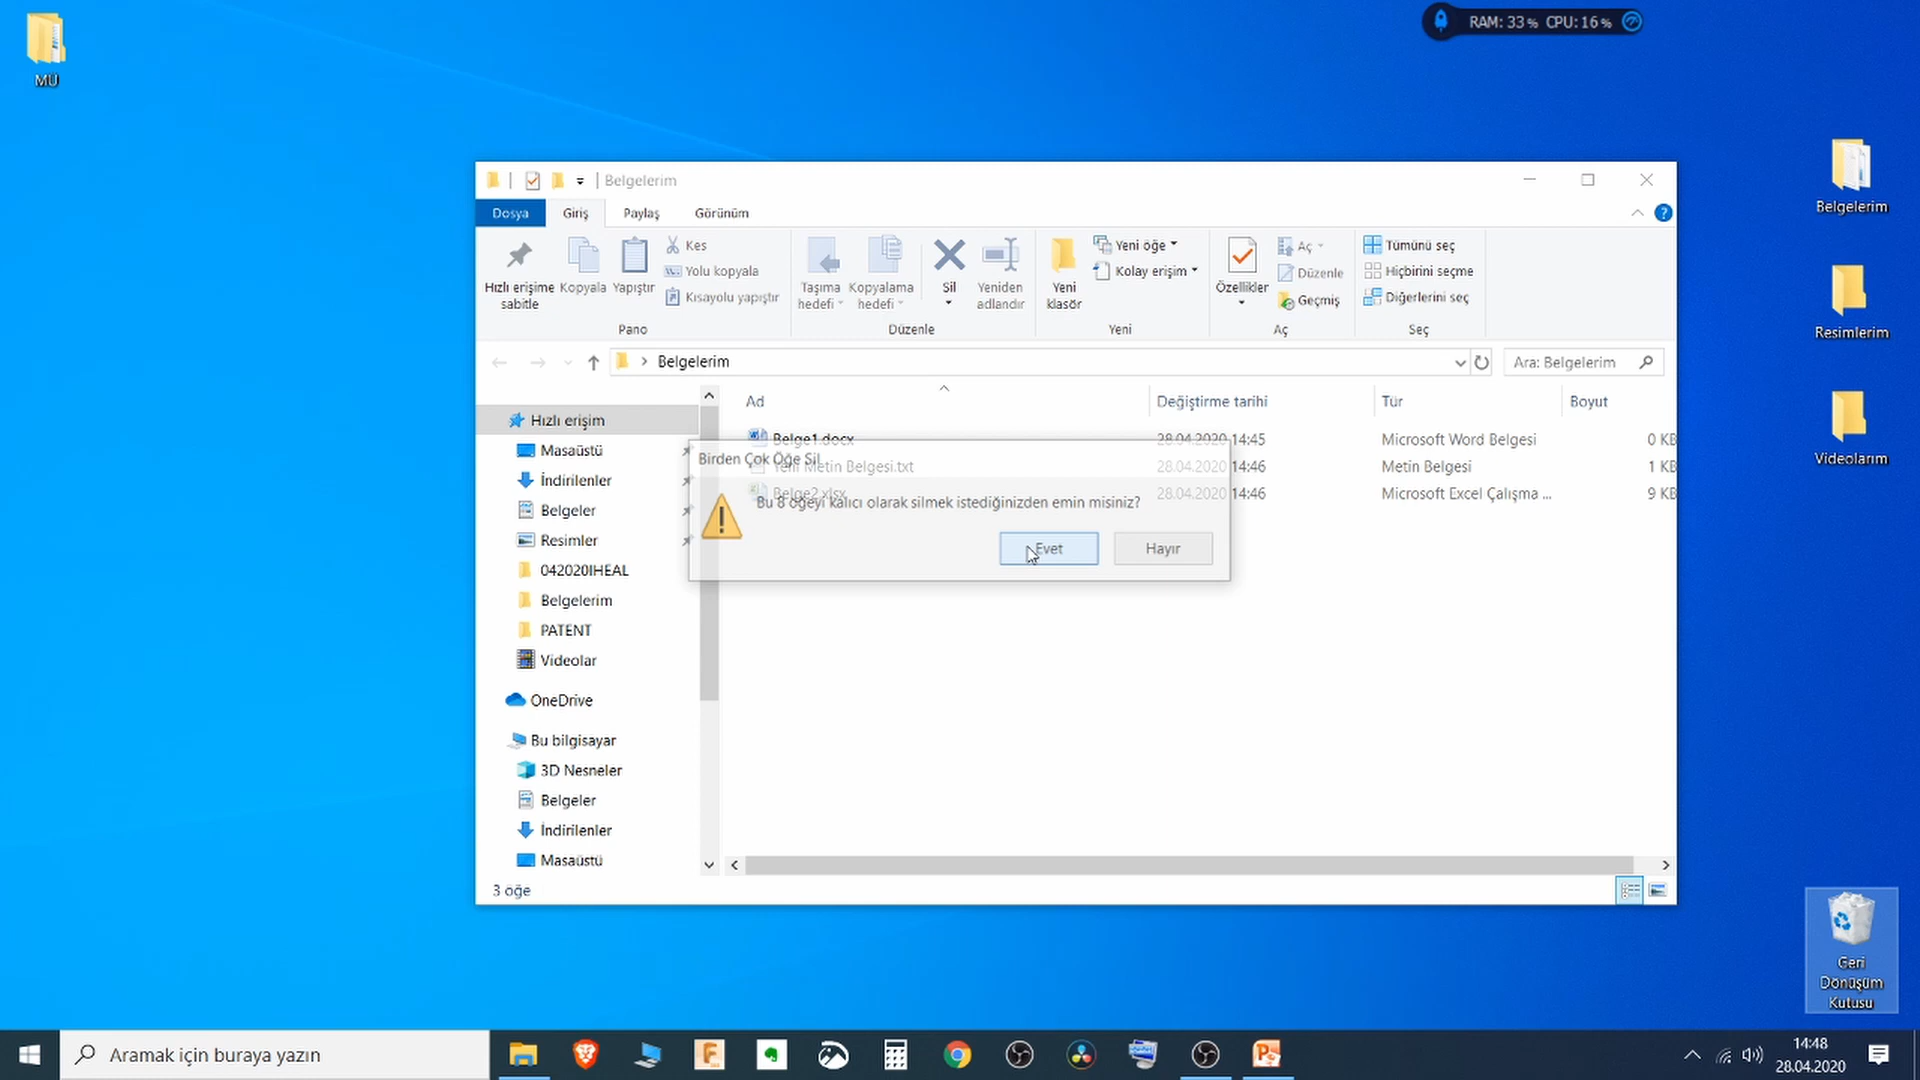 MÜ
RAM: 33% CPU: 16%
Belgelerim
Resimlerim
Videolarım
Geri
Dönüşüm
Kutusu
Belgelerim
Dosya Giriş Paylaş Görünüm
Hızlı erişime
sabitle
Kopyala
Yapıştır
Kes
Yolu kopyala
Kısayolu yapıştır
Pano
Taşıma
hedefi
Kopyalama
hedefi
Sil
Yeniden
adlandır
Düzenle
Yeni
klasör
Yeni öğe
Kolay erişim
Yeni
Özellikler
Aç
Düzenle
Geçmiş
Aç
Tümünü seç
Hiçbirini seçme
Diğerlerini seç
Seç
Belgelerim
Ara: Belgelerim
Hızlı erişim
Masaüstü
İndirilenler
Belgeler
Resimler
042020IHEAL
Belgelerim
PATENT
Videolar
OneDrive
Bu bilgisayar
3D Nesneler
Belgeler
İndirilenler
Masaüstü
Ad Değiştirme tarihi Tür Boyut
Belge1.docx 28.04.2020 14:45 Microsoft Word Belgesi 0 KB
Yeni Metin Belgesi.txt 28.04.2020 14:46 Metin Belgesi 1 KB
Belge2.xlsx 28.04.2020 14:46 Microsoft Excel Çalışma ... 9 KB
Birden Çok Öğe Sil
Bu 8 öğeyi kalıcı olarak silmek istediğinizden emin misiniz?
Evet Hayır
3 öğe
Aramak için buraya yazın
14:48
28.04.2020